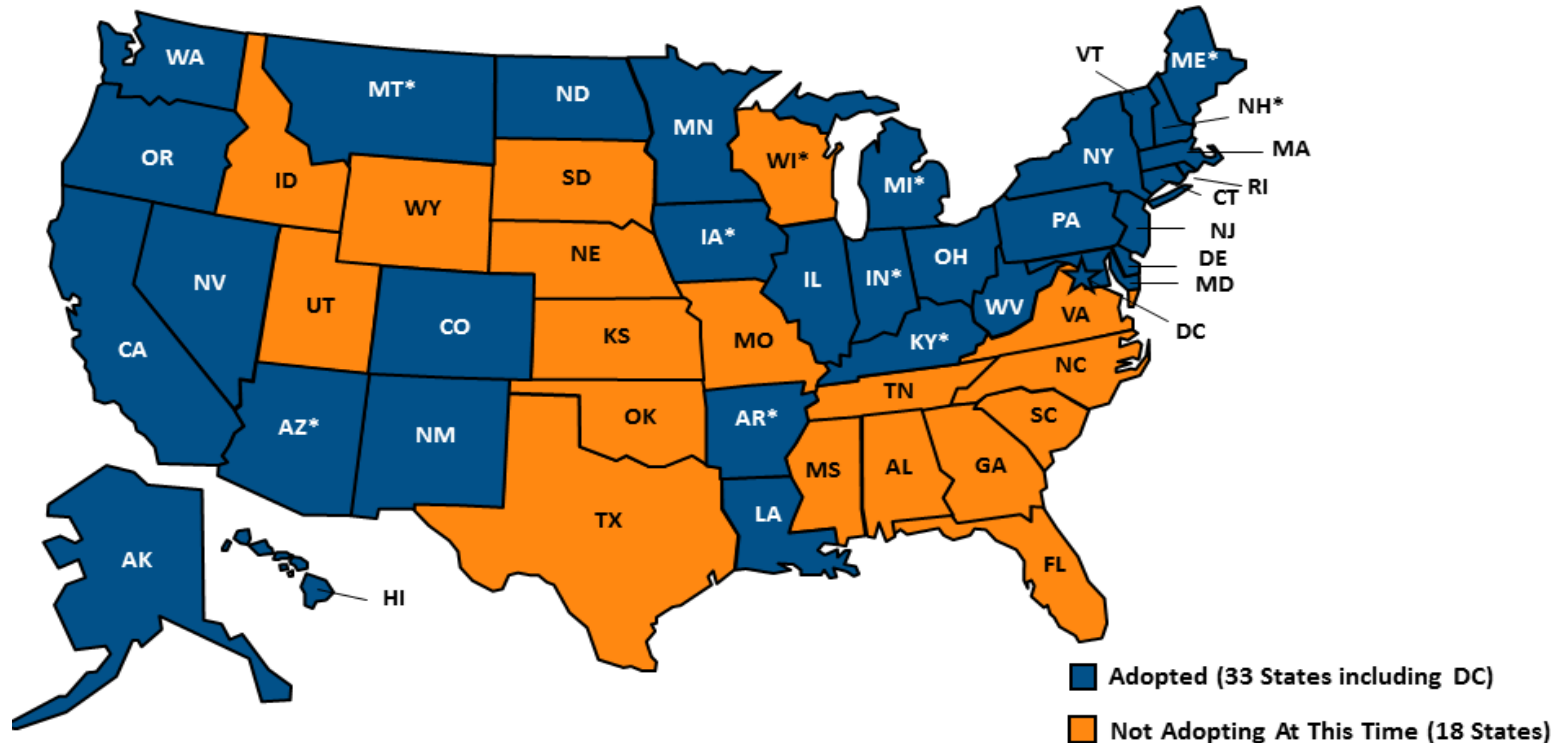 WA
MT*
ND
MN
VT
ME*
NH*
OR
ID
WY
SD
WI*
MI*
NY
MA
RI
CT
NV
UT
CO
NE
IA*
IL
IN*
OH
PA
NJ
DE
MD
CA
KS
MO
KY*
WV
VA
DC
AZ*
NM
OK
AR*
TN
NC
SC
TX
LA
MS
AL
GA
FL
AK
HI
Adopted (33 States including DC)
Not Adopting At This Time (18 States)